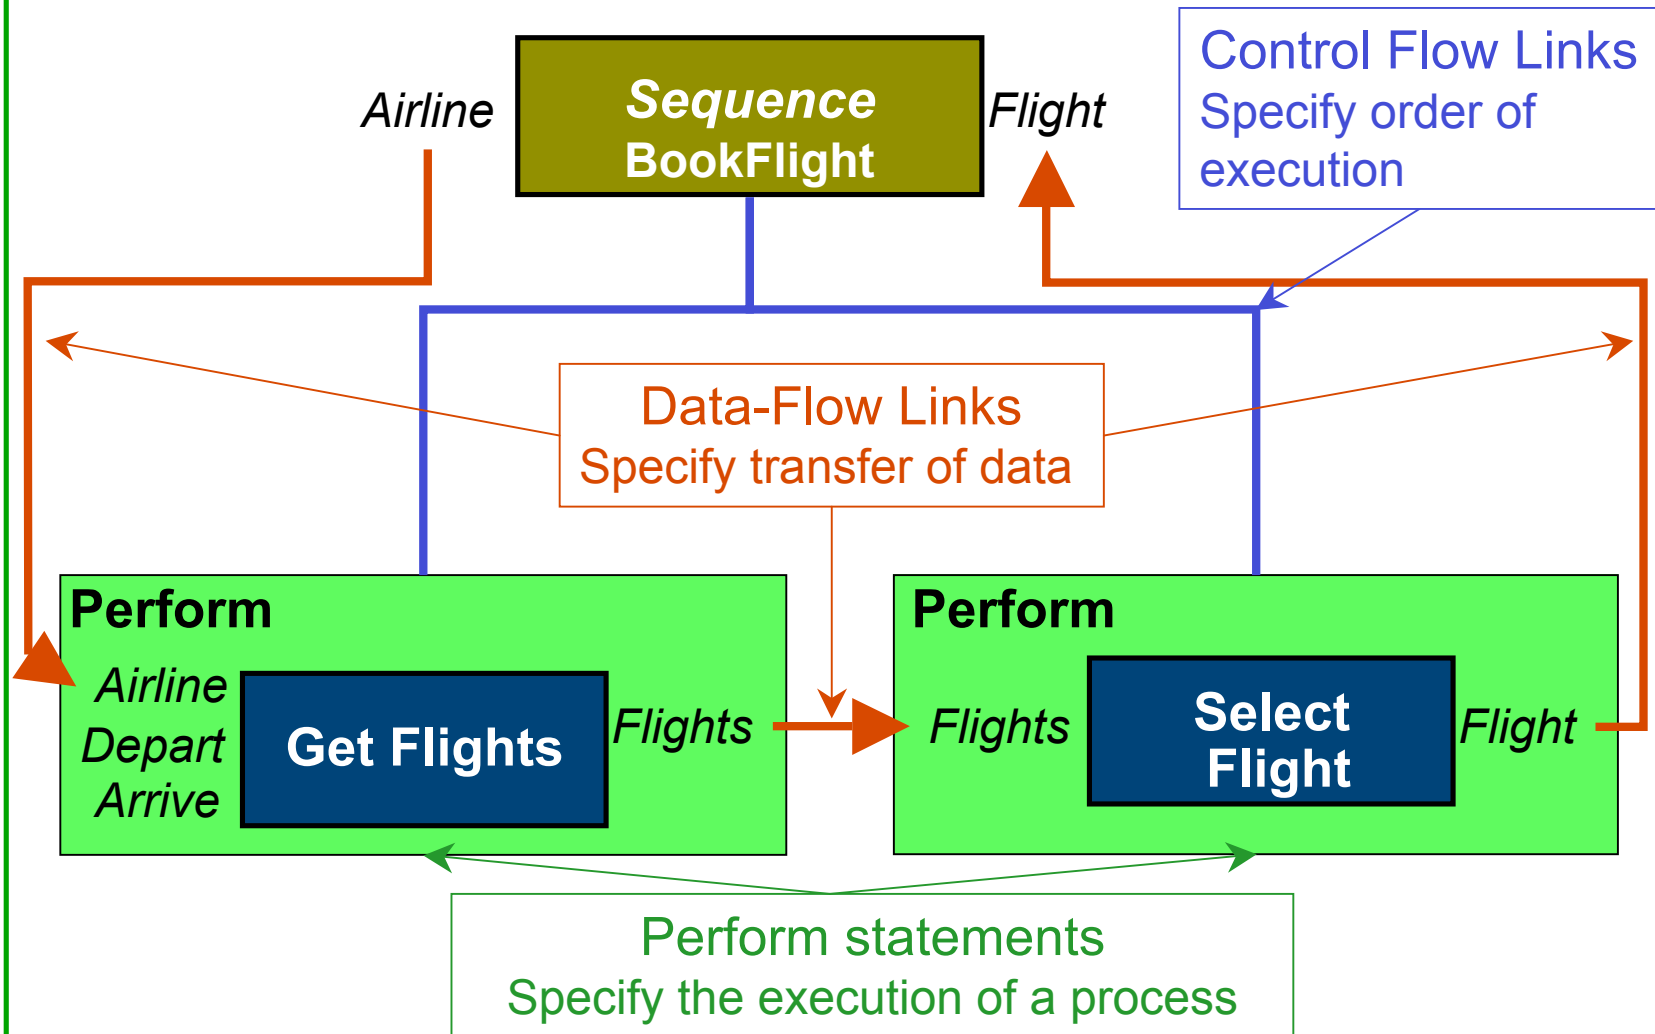 Airline
Sequence
BookFlight
Flight
Control Flow Links
Specify order of
execution
Data-Flow Links
Specify transfer of data
Perform
Airline
Depart
Arrive
Get Flights
Flights
Perform
Flights
Select
Flight
Flight
Perform statements
Specify the execution of a process